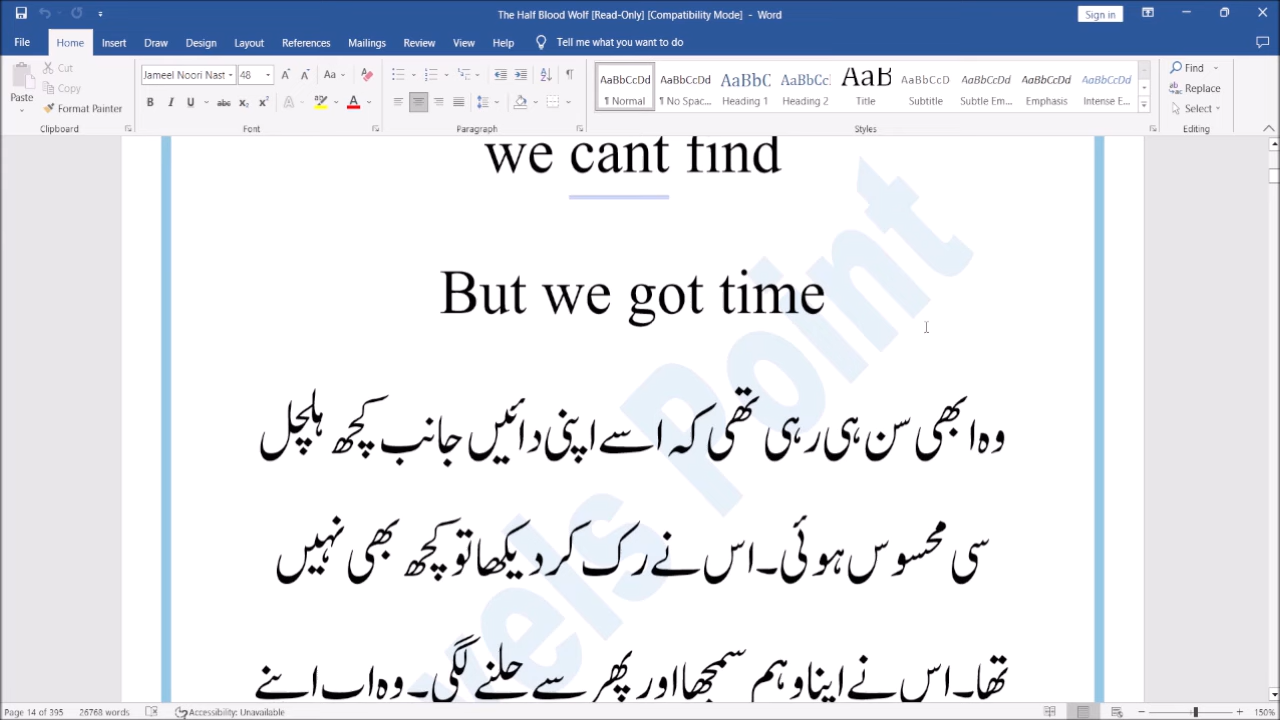 The Half Blood Wolf [Read-Only] [Compatibility Mode] - Word
Sign in
File Home Insert Draw Design Layout References Mailings Review View Help Tell me what you want to do
Paste
Cut
Copy
Format Painter
Clipboard
Jameel Noori Nast 48
Font
Paragraph
AaBbCcDd AaBbCcDd AaBbC AaBbCc AaB AaBbCcD AaBbCcDd AaBbCcDd AaBbCcDd
¶ Normal ¶ No Spac... Heading 1 Heading 2 Title Subtitle Subtle Em... Emphasis Intense E...
Styles
Find
Replace
Select
Editing
we cant find
But we got time
وہ ابھی سن ہی رہی تھی کہ اسے اپنی دائیں جانب کچھ ہلچل
سی محسوس ہوئی۔ اس نے رک کر دیکھا تو کچھ بھی نہیں
تھا۔ اس نے اپنا وہم سمجھا اور پھر سے چلنے لگی۔ وہ اب اپنے
els Point
Page 14 of 395 26768 words Accessibility: Unavailable 150%